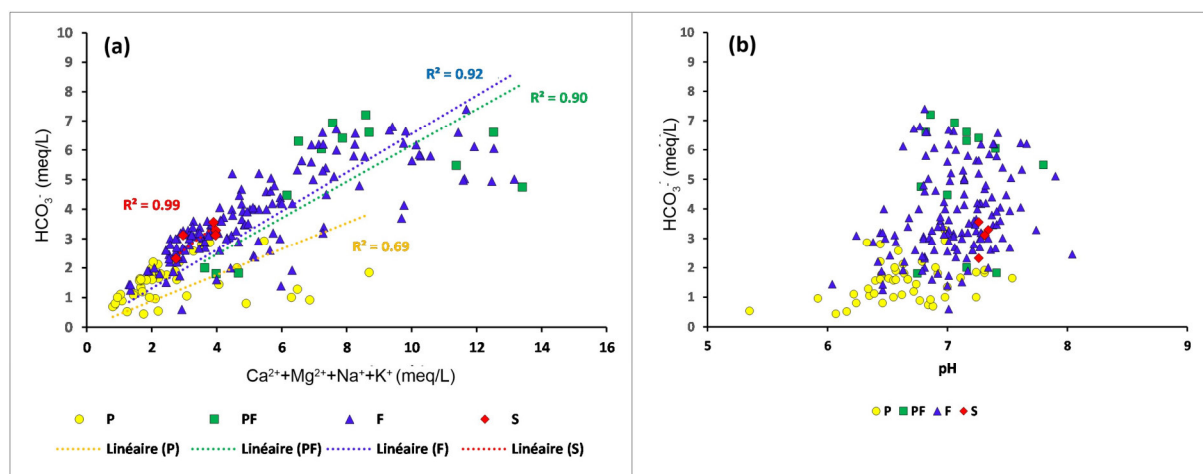 (a)
R² = 0.92
R² = 0.90
R² = 0.99
R² = 0.69
HCO₃⁻ (meq/L)
10
9
8
7
6
5
4
3
2
1
0
0 2 4 6 8 10 12 14 16
Ca²⁺+Mg²⁺+Na⁺+K⁺ (meq/L)
P PF F S
Linéaire (P) Linéaire (PF) Linéaire (F) Linéaire (S)
(b)
HCO₃⁻ (meq/L)
10
9
8
7
6
5
4
3
2
1
0
5 6 7 8 9
pH
P PF F S